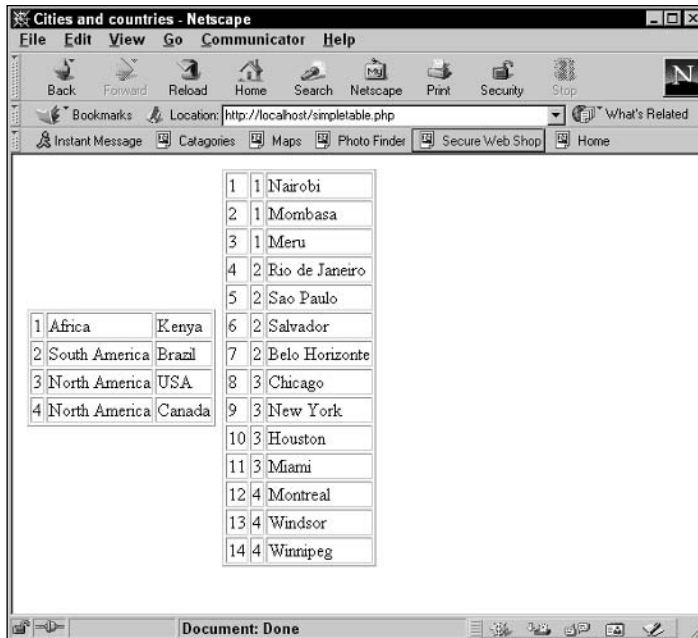 Cities and countries - Netscape
File Edit View Go Communicator Help
Back Forward Reload Home Search Netscape Print Security Stop
My
N
Bookmarks Location: http://localhost/simpletable.php What's Related
Instant Message Catagories Maps Photo Finder Secure Web Shop Home
1 Africa Kenya
2 South America Brazil
3 North America USA
4 North America Canada
1 1 Nairobi
2 1 Mombasa
3 1 Meru
4 2 Rio de Janeiro
5 2 Sao Paulo
6 2 Salvador
7 2 Belo Horizonte
8 3 Chicago
9 3 New York
10 3 Houston
11 3 Miami
12 4 Montreal
13 4 Windsor
14 4 Winnipeg
Document: Done